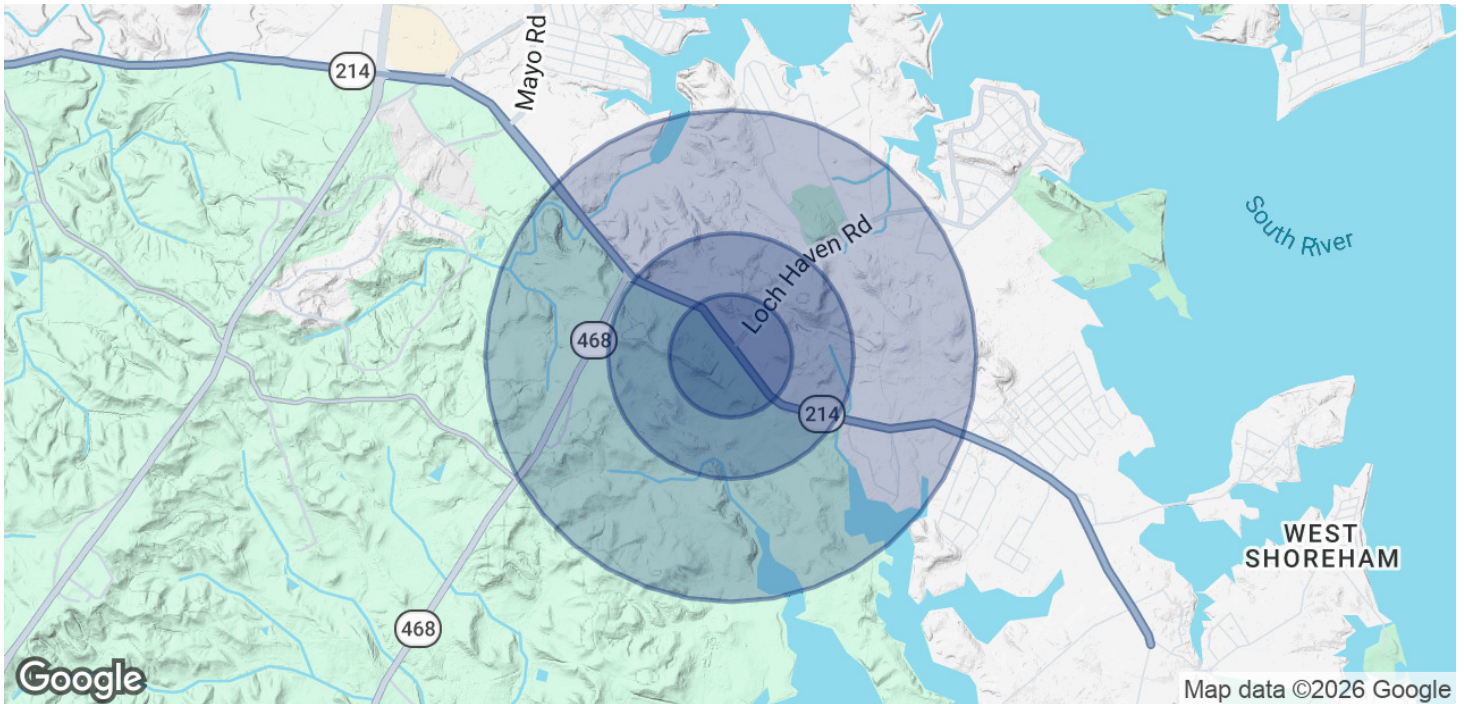 214
Mayo Rd
South River
Loch Haven Rd
468
214
WEST
SHOREHAM
468
Google
Map data ©2026 Google